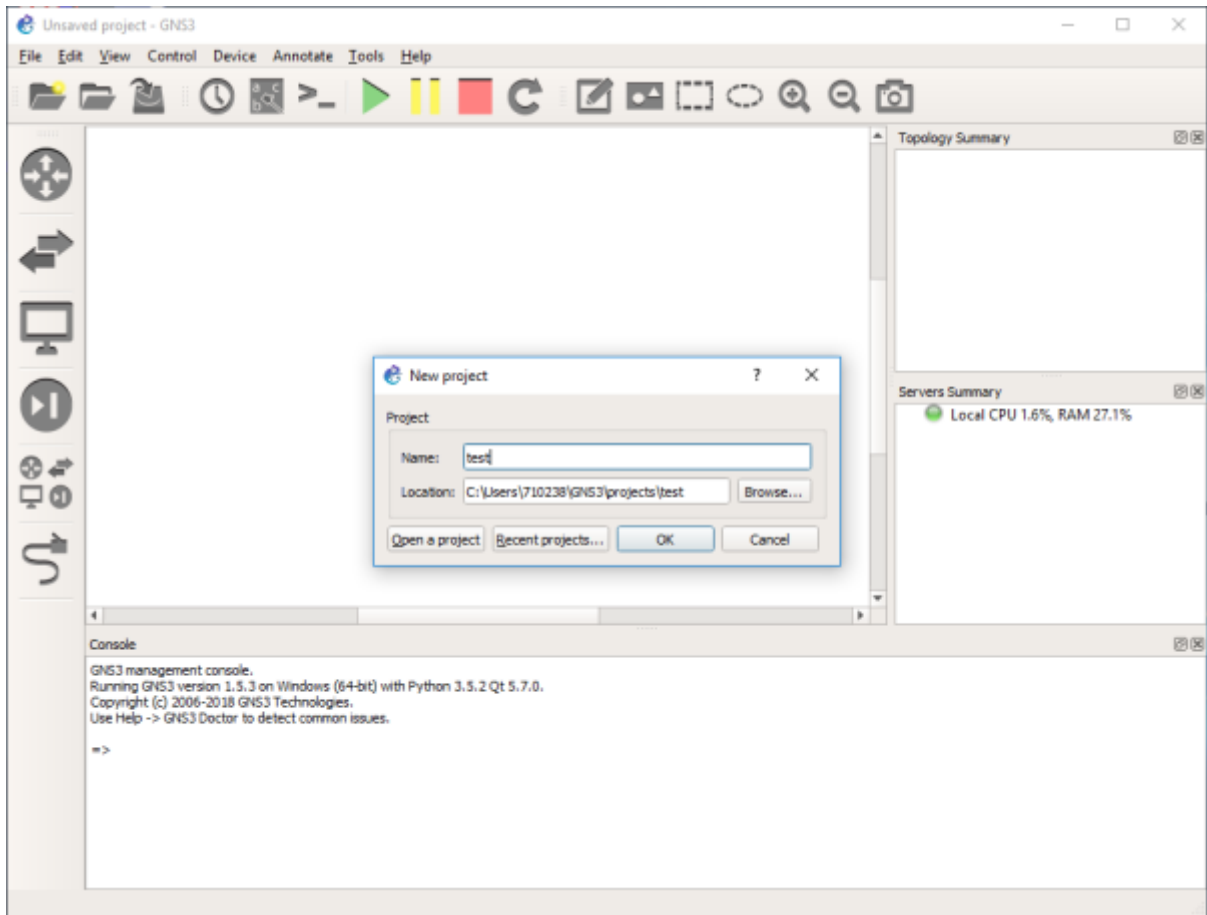 Unsaved project - GNS3
File Edit View Control Device Annotate Tools Help
Topology Summary
New project
?
Project
Name: test
Location: C:\Users\710238\GNS3\projects\test Browse...
Open a project Recent projects... OK Cancel
Servers Summary
Local CPU 1.6%, RAM 27.1%
Console
GNS3 management console.
Running GNS3 version 1.5.3 on Windows (64-bit) with Python 3.5.2 Qt 5.7.0.
Copyright (c) 2006-2018 GNS3 Technologies.
Use Help -> GNS3 Doctor to detect common issues.
=>